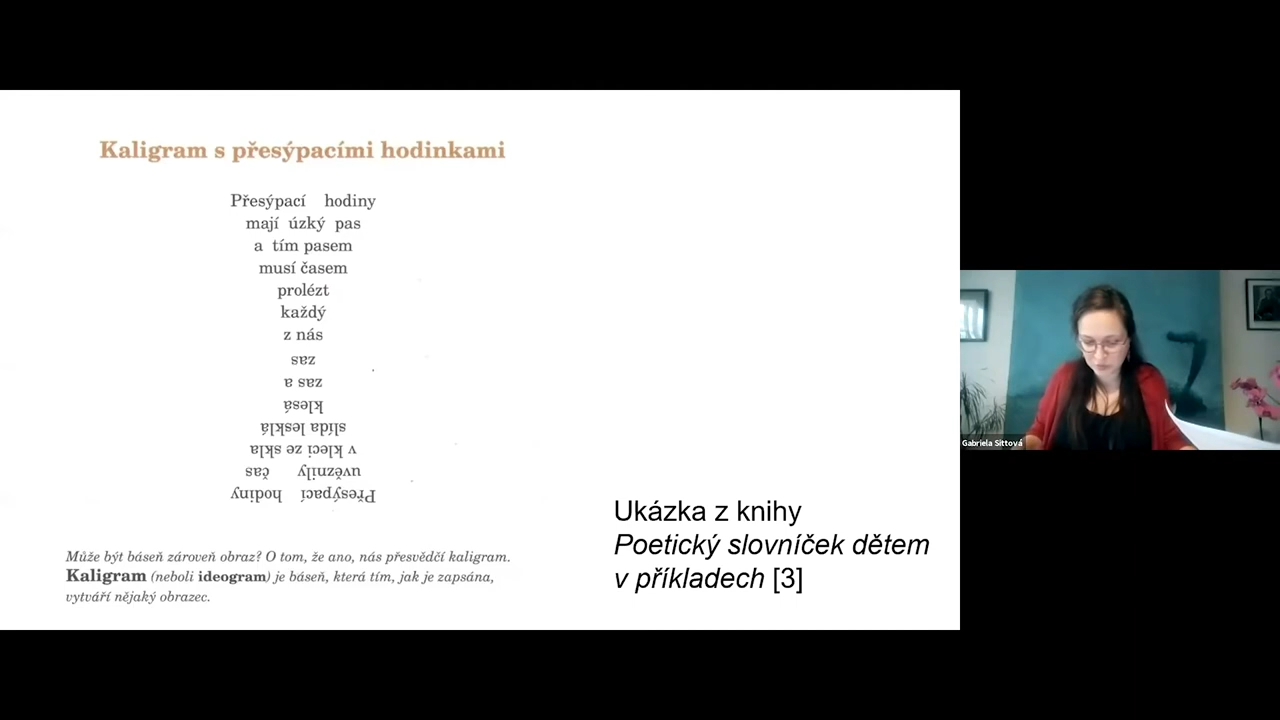 Kaligram s přesýpacími hodinkami
Přesýpací hodiny
mají úzký pas
a tím pasem
musí časem
prolézt
každý
z nás
Přesýpací hodiny
uvěznily čas
v kleci ze skla
slída lesklá
klesá
zas a
zas
Může být báseň zároveň obraz? O tom, že ano, nás přesvědčí kaligram.
Kaligram (neboli ideogram) je báseň, která tím, jak je zapsána,
vytváří nějaký obrazec.
Ukázka z knihy
Poetický slovníček dětem
v příkladech [3]
Gabriela Sittová